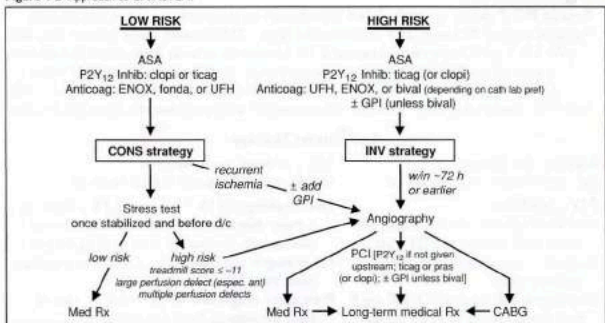 LOW RISK
ASA
P2Y12 Inhib: clopi or ticag
Anticoag: ENOX, fonda, or UFH
CONS strategy
recurrent
ischemia
± add
GPI
Stress test
once stabilized and before d/c
low risk
high risk
treadmill score ≤ –11
large perfusion defect (espec. ant)
multiple perfusion defects
Med Rx
HIGH RISK
ASA
P2Y12 Inhib: ticag (or clopi)
Anticoag: UFH, ENOX, or bival (depending on cath lab pref)
± GPI (unless bival)
INV strategy
w/in ~72 h
or earlier
Angiography
PCI [P2Y12 if not given
upstream; ticag or pras
(or clopi); ± GPI unless bival]
Med Rx
Long-term medical Rx
CABG